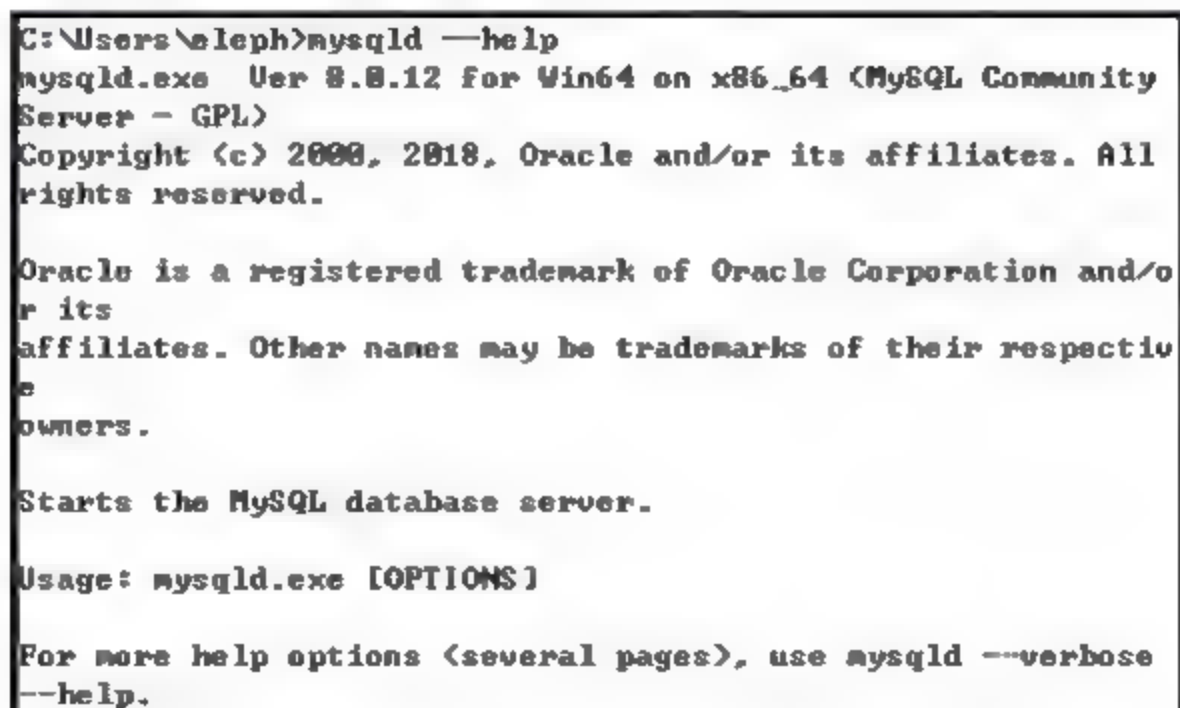 C:\Users\eleph>mysqld --help
mysqld.exe  Ver 8.0.12 for Win64 on x86_64 (MySQL Community
Server - GPL)
Copyright (c) 2000, 2018, Oracle and/or its affiliates. All
rights reserved.
Oracle is a registered trademark of Oracle Corporation and/o
r its
affiliates. Other names may be trademarks of their respectiv
e
owners.
Starts the MySQL database server.
Usage: mysqld.exe [OPTIONS]
For more help options (several pages), use mysqld --verbose
--help.